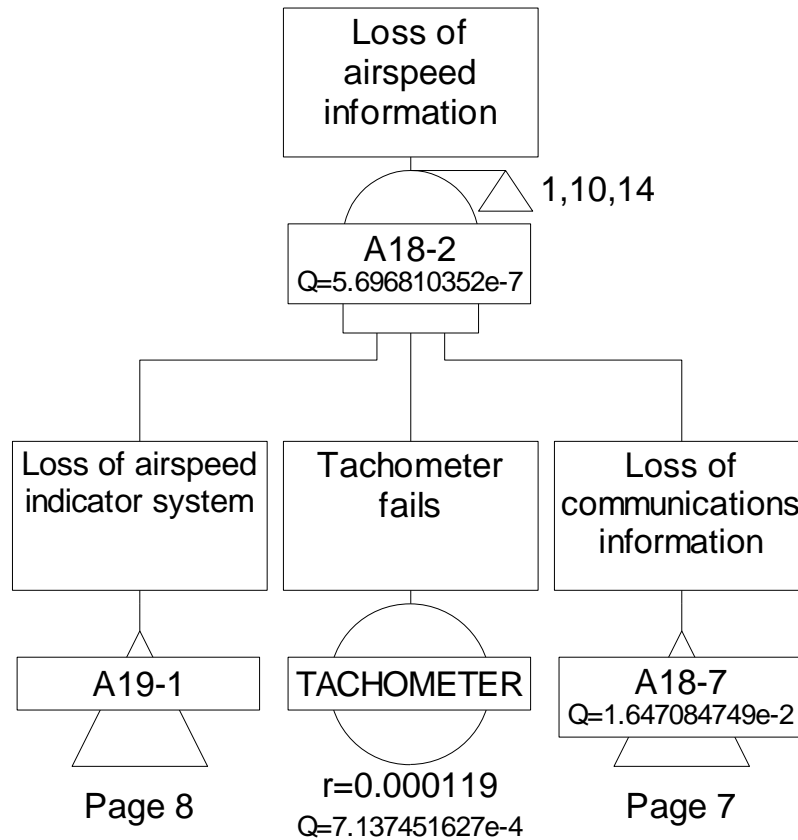 Loss of
airspeed
information
1,10,14
A18-2
Q=5.696810352e-7
Loss of airspeed
indicator system
Tachometer
fails
Loss of
communications
information
A19-1
TACHOMETER
A18-7
Q=1.647084749e-2
Page 8
r=0.000119
Q=7.137451627e-4
Page 7